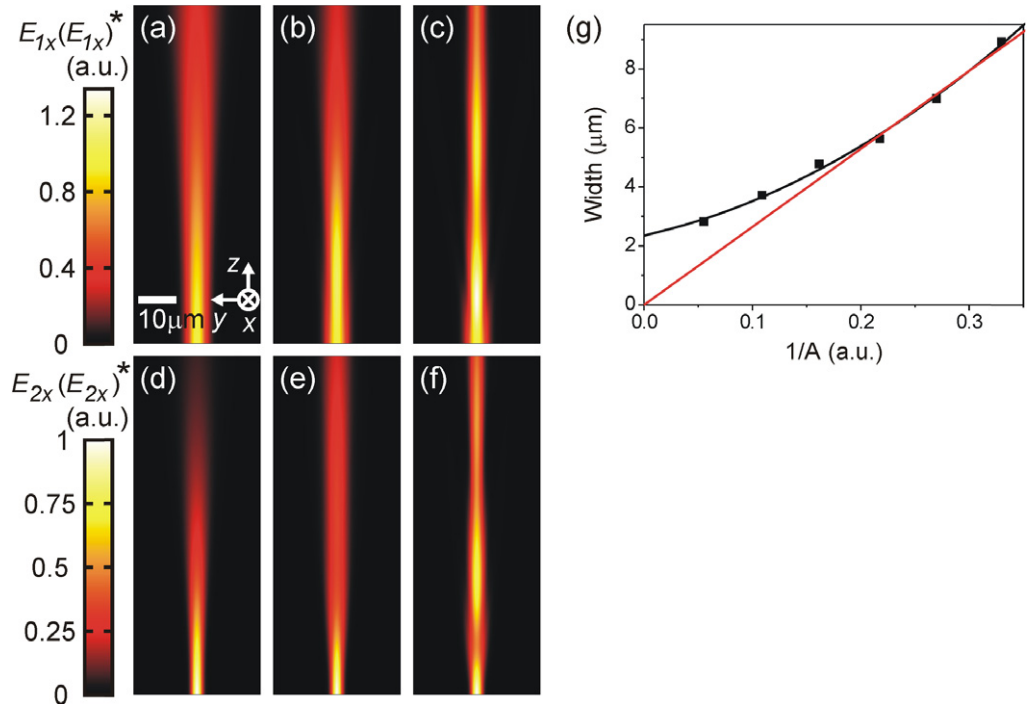 E1x(E1x)*
(a.u.)
1.2
0.8
0.4
0
(a)
(b)
(c)
z
y
x
10μm
E2x(E2x)*
(a.u.)
1
0.75
0.5
0.25
0
(d)
(e)
(f)
(g)
Width (μm)
8
6
4
2
0
0.0 0.1 0.2 0.3
1/A (a.u.)